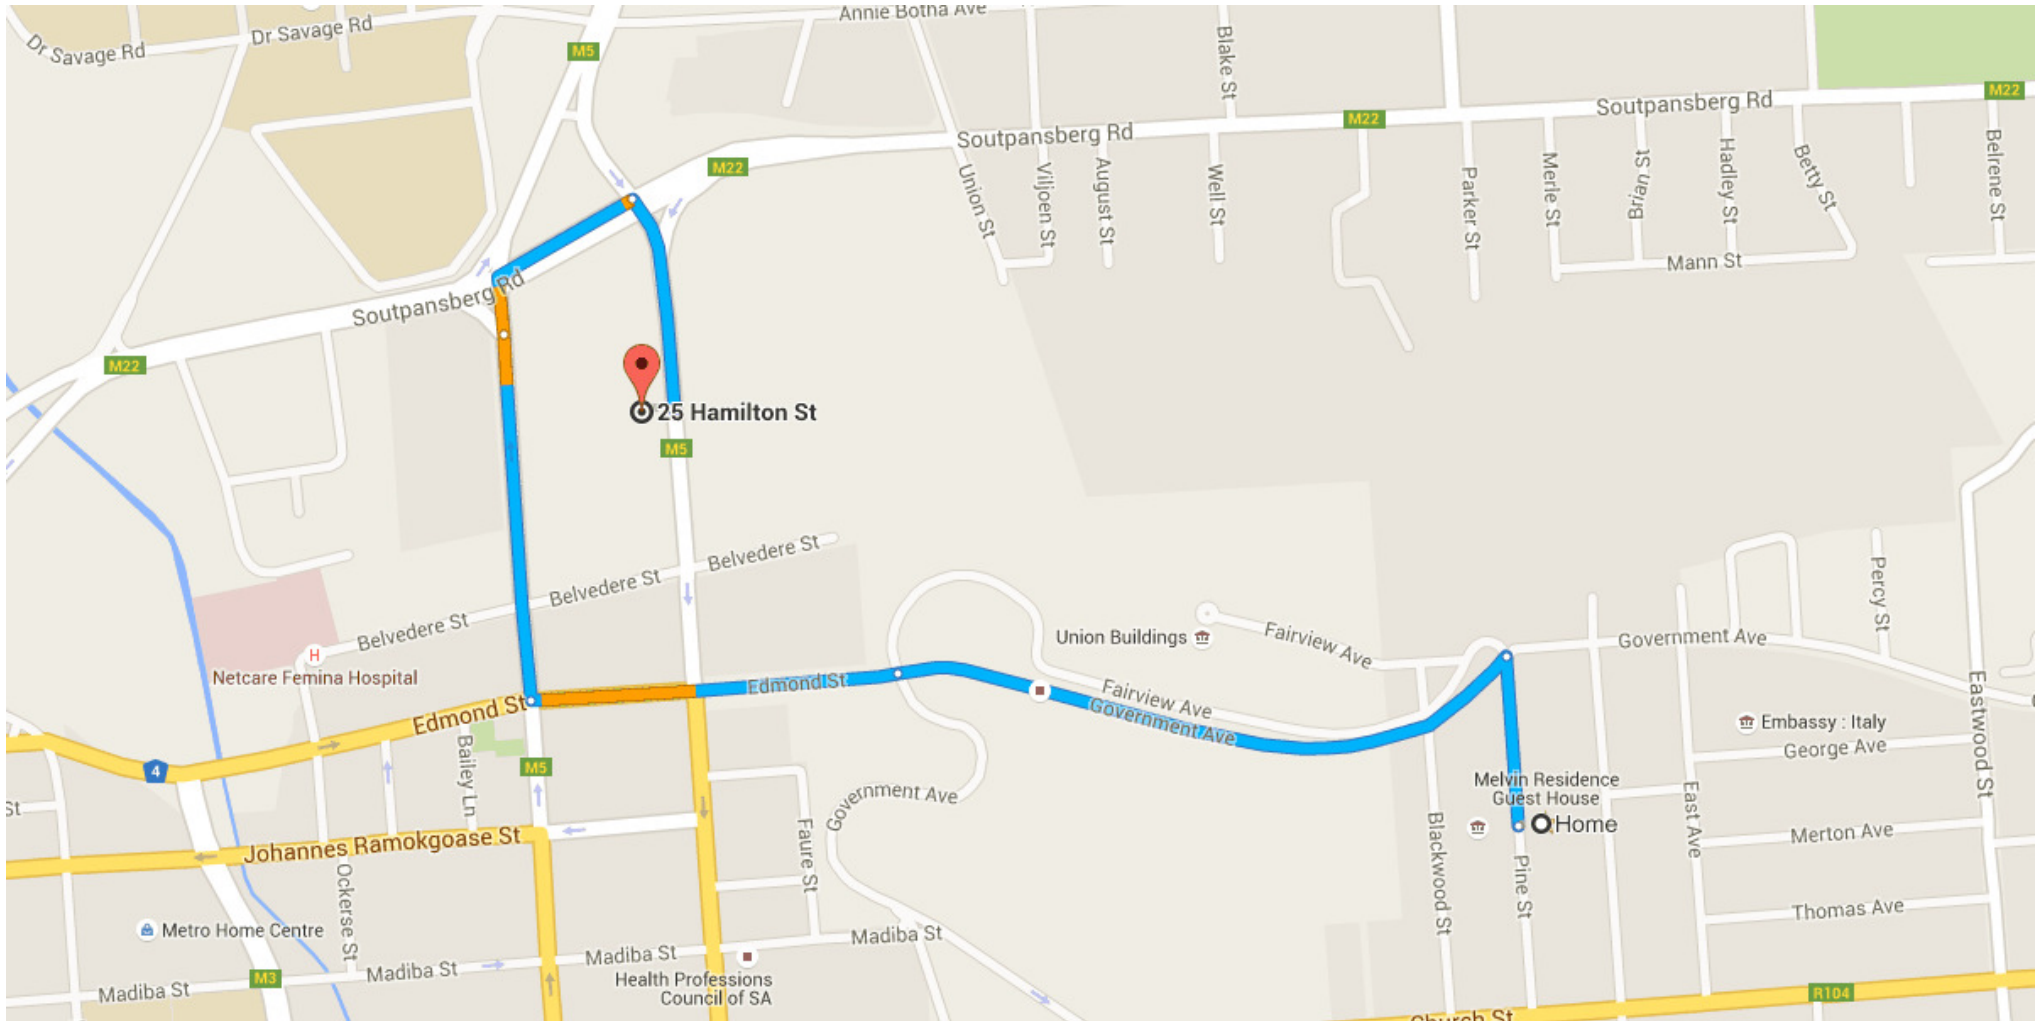 Annie Botha Ave
Dr Savage Rd
Dr Savage Rd
M5
Blake St
M22
Soutpansberg Rd
M22
Soutpansberg Rd
M22
Union St
Viljoen St
August St
Well St
Parker St
Merle St
Brian St
Hadley St
Betty St
Belrene St
Mann St
Soutpansberg Rd
M22
25 Hamilton St
M5
Belvedere St
Belvedere St
Belvedere St
H
Netcare Femina Hospital
Union Buildings
Fairview Ave
Government Ave
Percy St
Edmond St
Edmond St
Fairview Ave
Government Ave
Eastwood St
Embassy : Italy
George Ave
4
Bailey Ln
M5
Government Ave
Melvin Residence
Guest House
Home
St
Johannes Ramokgoase St
Faure St
Blackwood St
Pine St
East Ave
Merton Ave
Ockerse St
Thomas Ave
Metro Home Centre
Madiba St
Madiba St
Madiba St
Madiba St
M3
Health Professions
Council of SA
R104
Church St